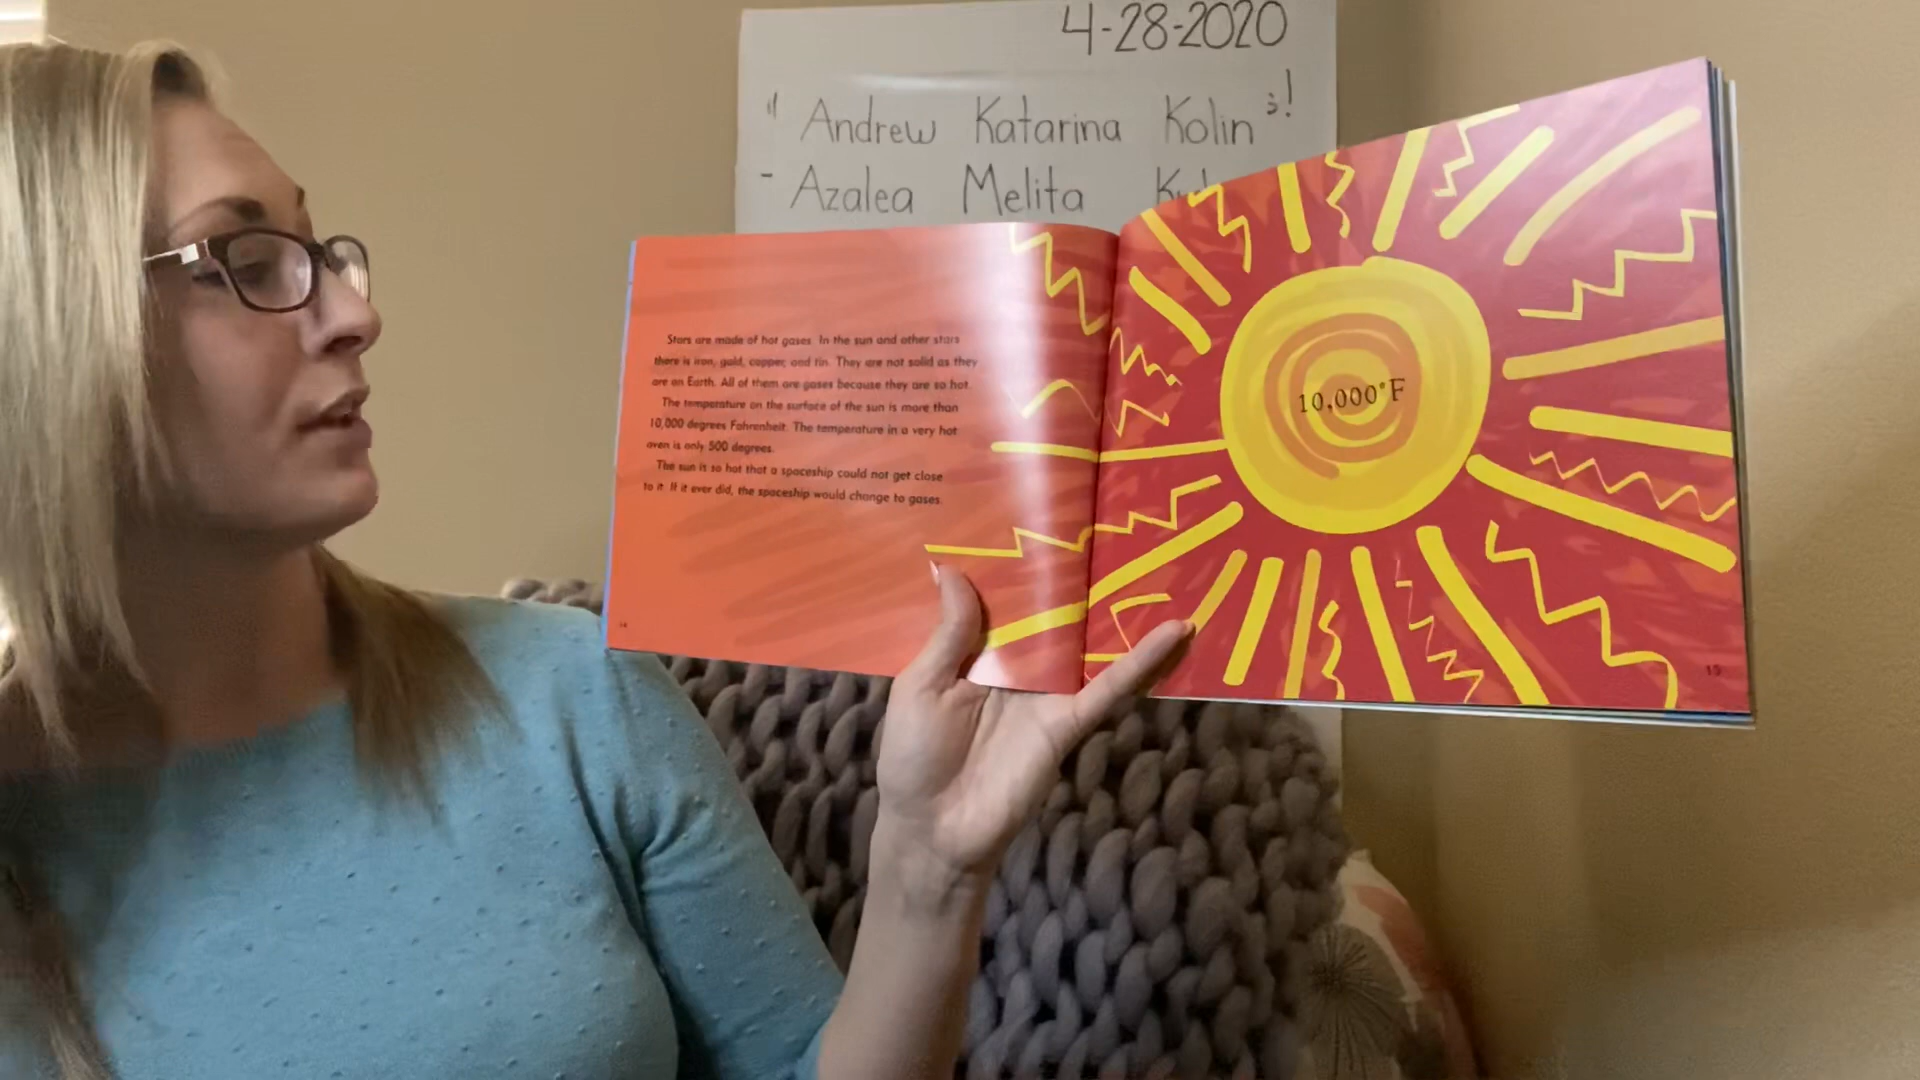 4-28-2020
" Andrew Katarina Kolin "!
- Azalea Melita
Stars are made of hot gases. In the sun and other stars
there is iron, gold, copper, and tin. They are not solid as they
are on Earth. All of them are gases because they are so hot.
The temperature on the surface of the sun is more than
10,000 degrees Fahrenheit. The temperature in a very hot
oven is only 500 degrees.
The sun is so hot that a spaceship could not get close
to it. If it ever did, the spaceship would change to gases.
14
10,000°F
15